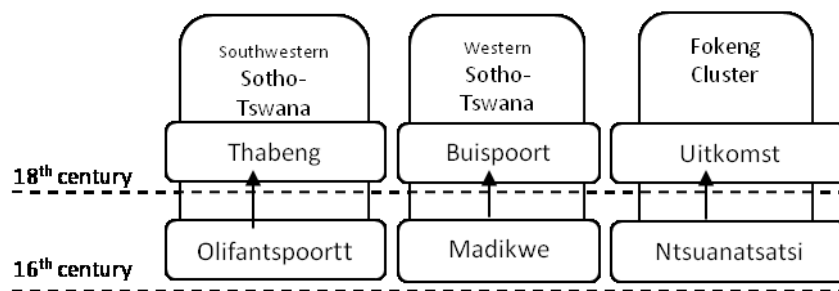 Southwestern
Sotho-
Tswana
Western
Sotho-
Tswana
Fokeng
Cluster
Thabeng
Buispoort
Uitkomst
18th century
Olifantspoortt
Madikwe
Ntsuanatsatsi
16th century